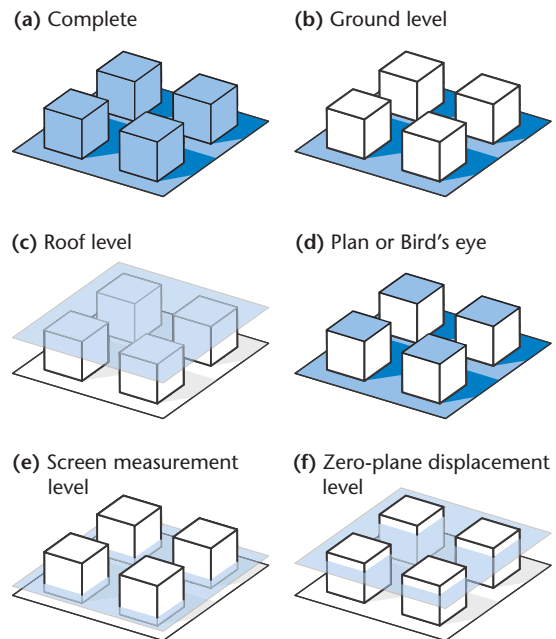 (a) Complete
(b) Ground level
(c) Roof level
(d) Plan or Bird’s eye
(e) Screen measurement
level
(f) Zero-plane displacement
level